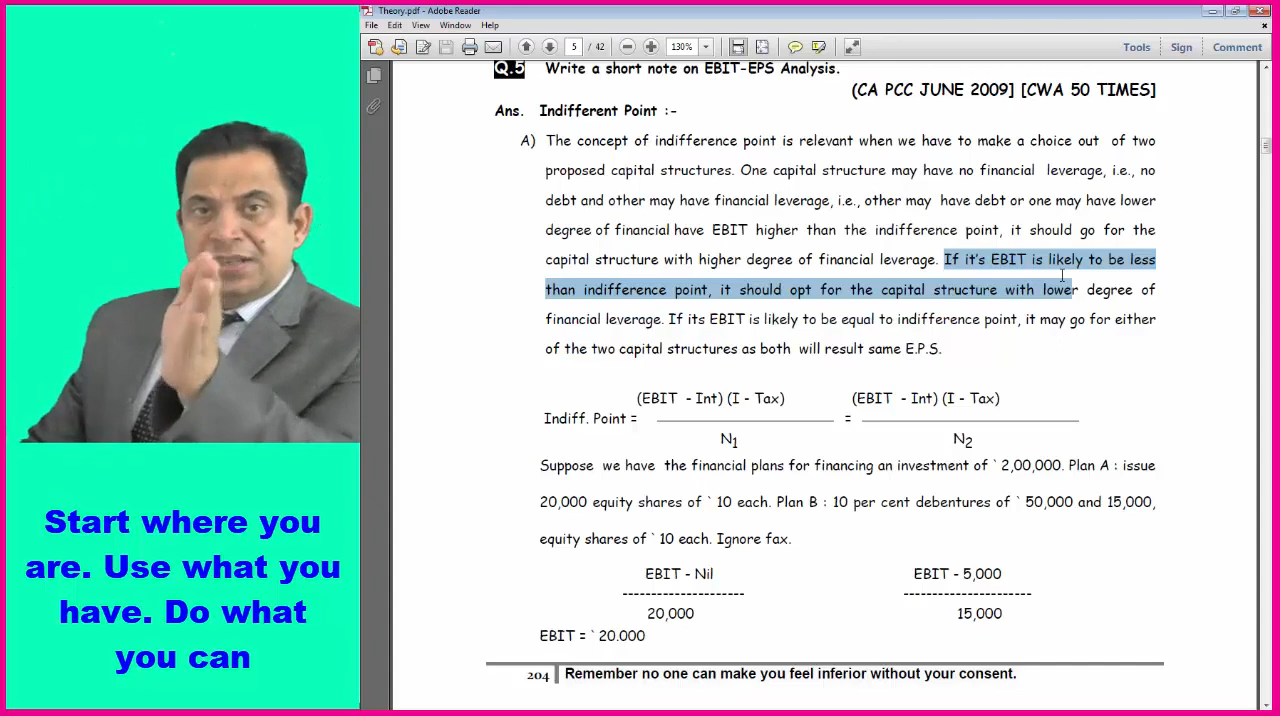 Theory.pdf - Adobe Reader
File Edit View Window Help
5 / 42 130% Tools Sign Comment
Q.5 Write a short note on EBIT-EPS Analysis.
(CA PCC JUNE 2009] [CWA 50 TIMES]
Ans. Indifferent Point :-
A) The concept of indifference point is relevant when we have to make a choice out of two
proposed capital structures. One capital structure may have no financial leverage, i.e., no
debt and other may have financial leverage, i.e., other may have debt or one may have lower
degree of financial have EBIT higher than the indifference point, it should go for the
capital structure with higher degree of financial leverage. If it's EBIT is likely to be less
than indifference point, it should opt for the capital structure with lower degree of
financial leverage. If its EBIT is likely to be equal to indifference point, it may go for either
of the two capital structures as both will result same E.P.S.
(EBIT - Int) (I - Tax) (EBIT - Int) (I - Tax)
Indiff. Point = =
N1 N2
Suppose we have the financial plans for financing an investment of ` 2,00,000. Plan A : issue
20,000 equity shares of ` 10 each. Plan B : 10 per cent debentures of ` 50,000 and 15,000,
equity shares of ` 10 each. Ignore fax.
EBIT - Nil EBIT - 5,000
20,000 15,000
EBIT = ` 20.000
204 Remember no one can make you feel inferior without your consent.
Start where you
are. Use what you
have. Do what
you can